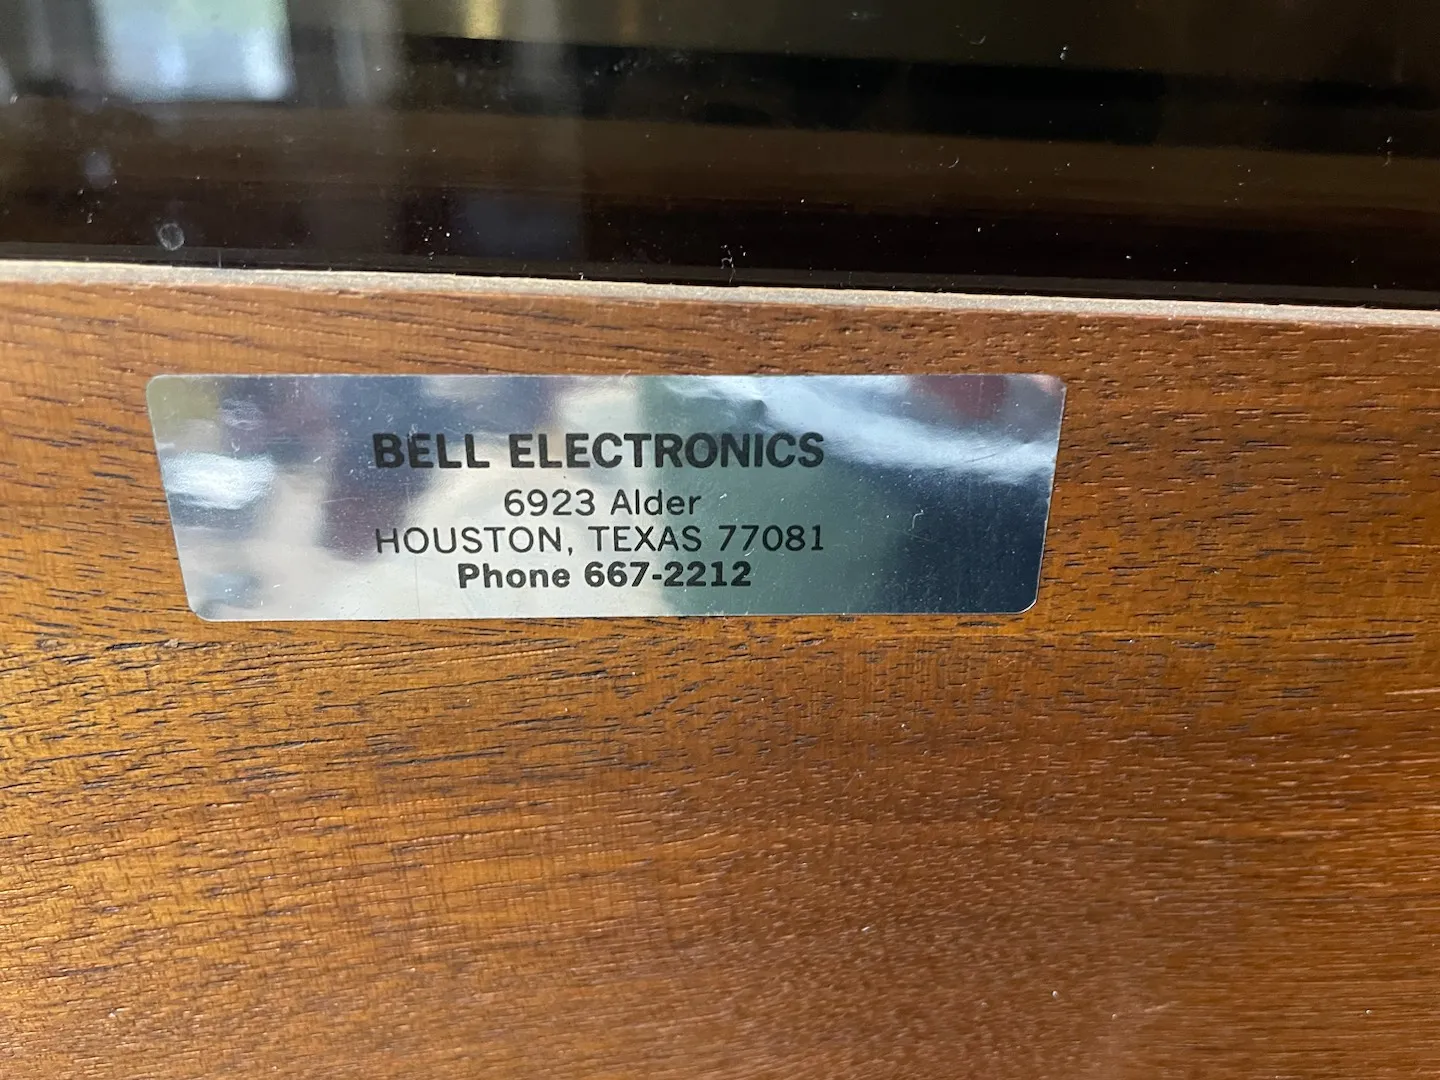 BELL ELECTRONICS
6923 Alder
HOUSTON, TEXAS 77081
Phone 667-2212